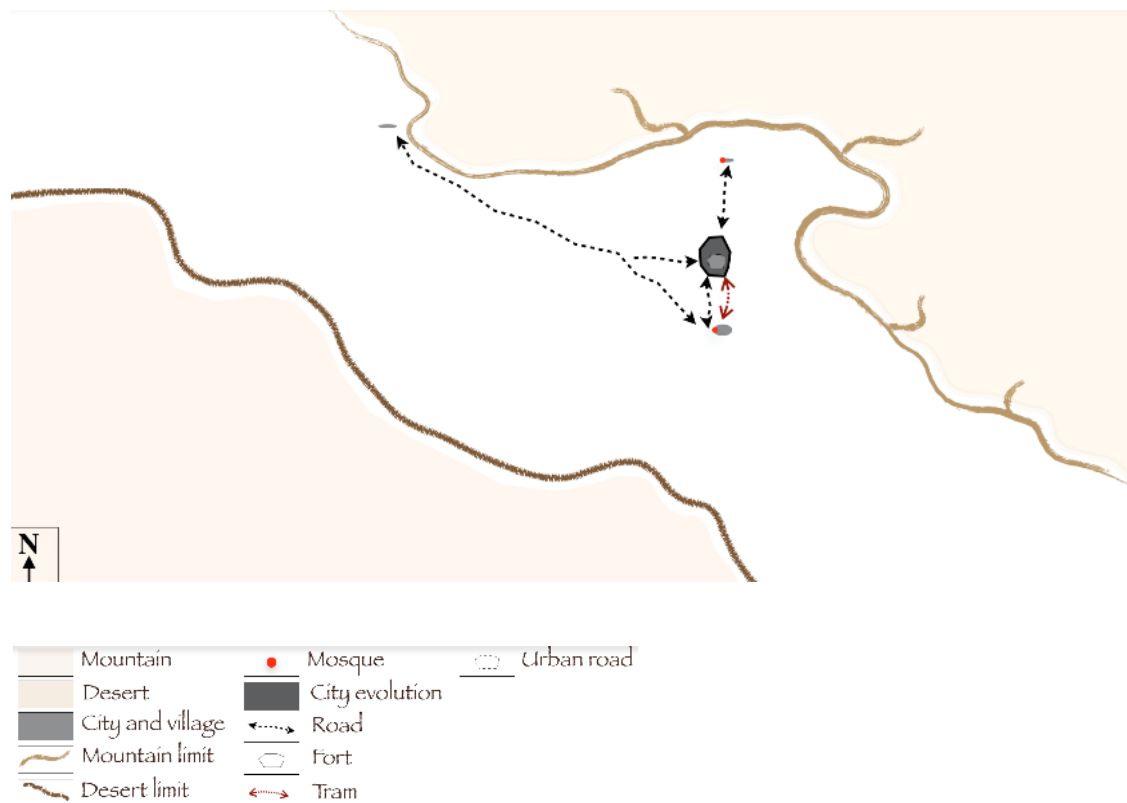 N
Mountain
Mosque
Urban road
Desert
City evolution
City and village
Road
Mountain limit
Fort
Desert limit
Tram